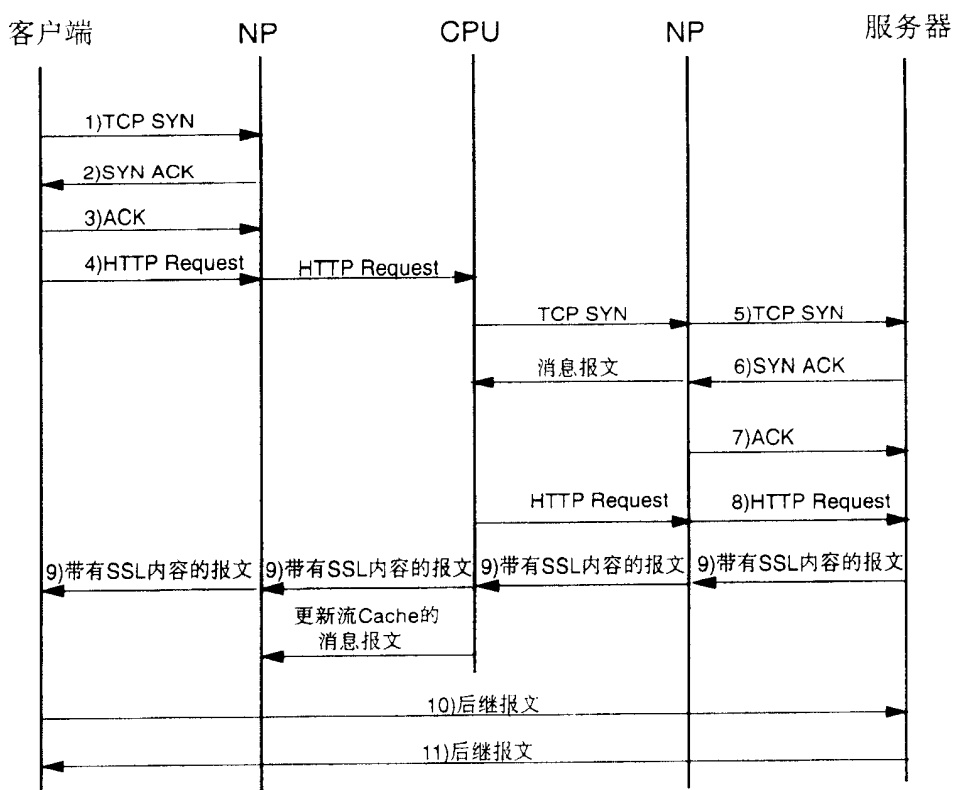 客户端 NP CPU NP 服务器
1)TCP SYN
2)SYN ACK
3)ACK
4)HTTP Request HTTP Request
TCP SYN 5)TCP SYN
消息报文 6)SYN ACK
7)ACK
HTTP Request 8)HTTP Request
9)带有SSL内容的报文 9)带有SSL内容的报文 9)带有SSL内容的报文 9)带有SSL内容的报文
更新流Cache的
消息报文
10)后继报文
11)后继报文